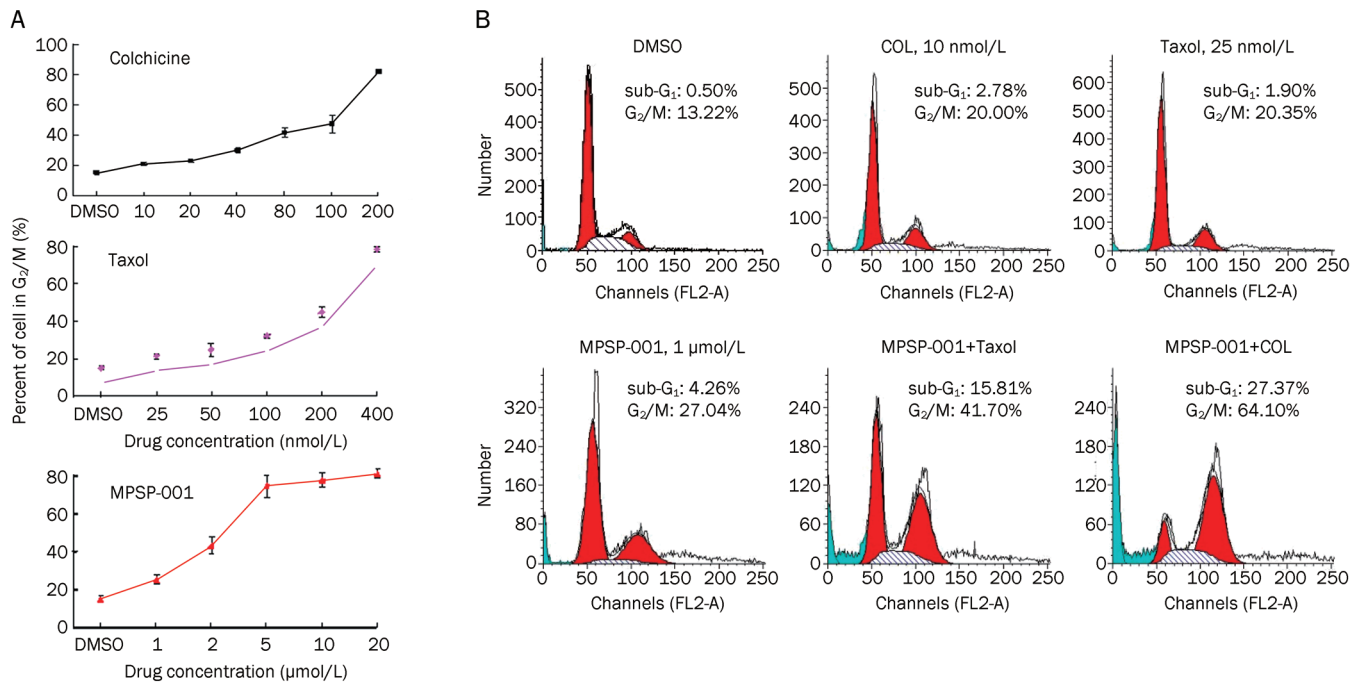 A
Percent of cell in G₂/M (%)
Colchicine
100
80
60
40
20
0
DMSO 10 20 40 80 100 200
Taxol
80
60
40
20
0
DMSO 25 50 100 200 400
Drug concentration (nmol/L)
MPSP-001
80
60
40
20
0
DMSO 1 2 5 10 20
Drug concentration (μmol/L)
B
DMSO
sub-G₁: 0.50%
G₂/M: 13.22%
Number
500
400
300
200
100
0
0 50 100 150 200 250
Channels (FL2-A)
COL, 10 nmol/L
sub-G₁: 2.78%
G₂/M: 20.00%
500
400
300
200
100
0
0 50 100 150 200 250
Channels (FL2-A)
Taxol, 25 nmol/L
sub-G₁: 1.90%
G₂/M: 20.35%
600
500
400
300
200
100
0
0 50 100 150 200 250
Channels (FL2-A)
MPSP-001, 1 μmol/L
sub-G₁: 4.26%
G₂/M: 27.04%
Number
320
240
160
80
0
0 50 100 150 200 250
Channels (FL2-A)
MPSP-001+Taxol
sub-G₁: 15.81%
G₂/M: 41.70%
240
180
120
60
0
0 50 100 150 200 250
Channels (FL2-A)
MPSP-001+COL
sub-G₁: 27.37%
G₂/M: 64.10%
240
180
120
60
0
0 50 100 150 200 250
Channels (FL2-A)